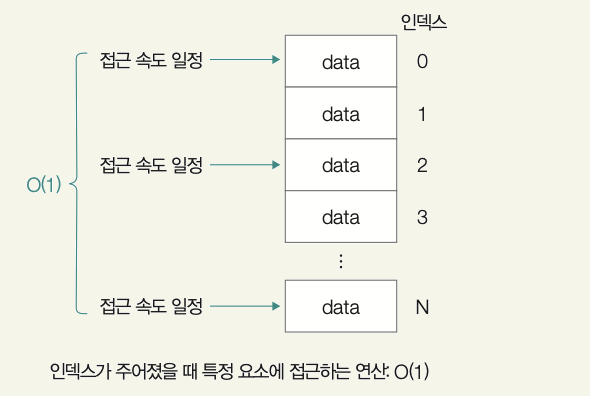 인덱스
접근 속도 일정 data 0
data 1
접근 속도 일정 data 2
O(1)
data 3
⋮
접근 속도 일정 data N
인덱스가 주어졌을 때 특정 요소에 접근하는 연산: O(1)